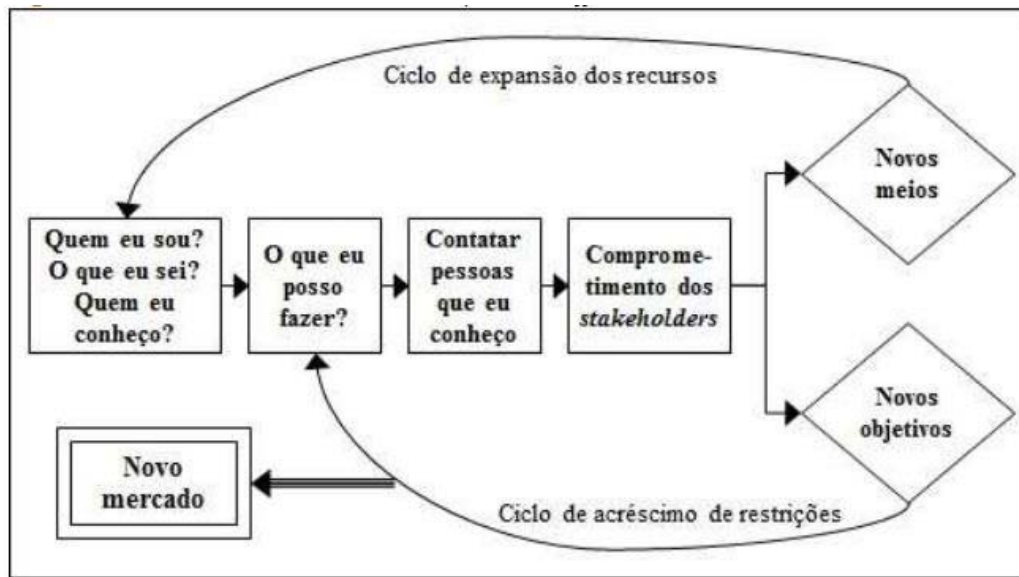 Ciclo de expansão dos recursos
Novos
meios
Quem eu sou?
O que eu sei?
Quem eu
conheço?
O que eu
posso
fazer?
Contatar
pessoas
que eu
conheço
Comprome-
timento dos
stakeholders
Novos
objetivos
Novo
mercado
Ciclo de acréscimo de restrições